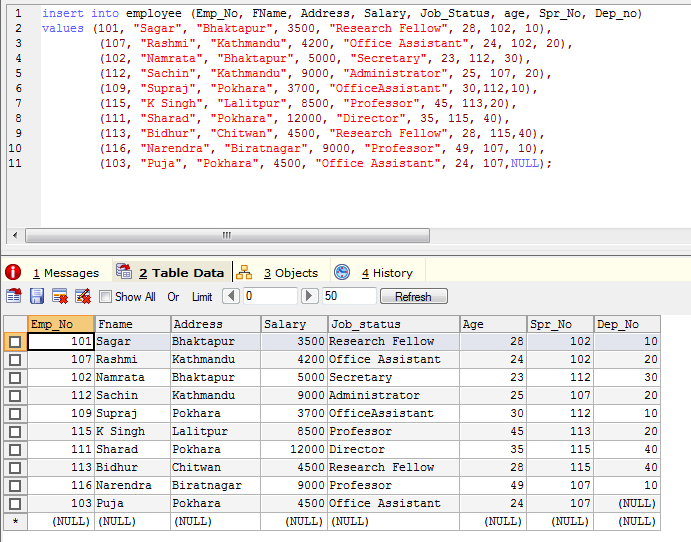 1 insert into employee (Emp_No, FName, Address, Salary, Job_Status, age, Spr_No, Dep_no)
2 values (101, "Sagar", "Bhaktapur", 3500, "Research Fellow", 28, 102, 10),
3 (107, "Rashmi", "Kathmandu", 4200, "Office Assistant", 24, 102, 20),
4 (102, "Namrata", "Bhaktapur", 5000, "Secretary", 23, 112, 30),
5 (112, "Sachin", "Kathmandu", 9000, "Administrator", 25, 107, 20),
6 (109, "Supraj", "Pokhara", 3700, "OfficeAssistant", 30,112,10),
7 (115, "K Singh", "Lalitpur", 8500, "Professor", 45, 113,20),
8 (111, "Sharad", "Pokhara", 12000, "Director", 35, 115, 40),
9 (113, "Bidhur", "Chitwan", 4500, "Research Fellow", 28, 115,40),
10 (116, "Narendra", "Biratnagar", 9000, "Professor", 49, 107, 10),
11 (103, "Puja", "Pokhara", 4500, "Office Assistant", 24, 107,NULL);
1 Messages 2 Table Data 3 Objects 4 History
Show All Or Limit 0 50 Refresh
Emp_No Fname Address Salary Job_status Age Spr_No Dep_No
101 Sagar Bhaktapur 3500 Research Fellow 28 102 10
107 Rashmi Kathmandu 4200 Office Assistant 24 102 20
102 Namrata Bhaktapur 5000 Secretary 23 112 30
112 Sachin Kathmandu 9000 Administrator 25 107 20
109 Supraj Pokhara 3700 OfficeAssistant 30 112 10
115 K Singh Lalitpur 8500 Professor 45 113 20
111 Sharad Pokhara 12000 Director 35 115 40
113 Bidhur Chitwan 4500 Research Fellow 28 115 40
116 Narendra Biratnagar 9000 Professor 49 107 10
103 Puja Pokhara 4500 Office Assistant 24 107 (NULL)
* (NULL) (NULL) (NULL) (NULL) (NULL) (NULL) (NULL) (NULL)